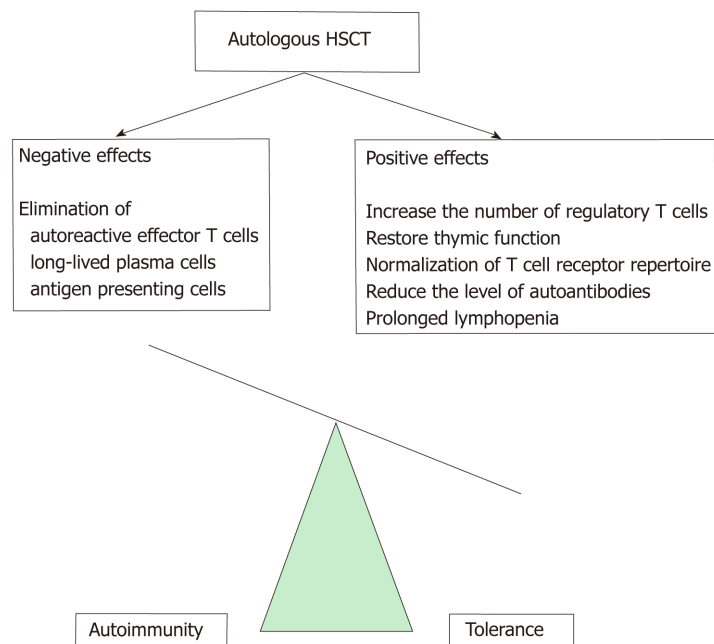 Autologous HSCT
Negative effects
Elimination of
autoreactive effector T cells
long-lived plasma cells
antigen presenting cells
Positive effects
Increase the number of regulatory T cells
Restore thymic function
Normalization of T cell receptor repertoire
Reduce the level of autoantibodies
Prolonged lymphopenia
Autoimmunity
Tolerance